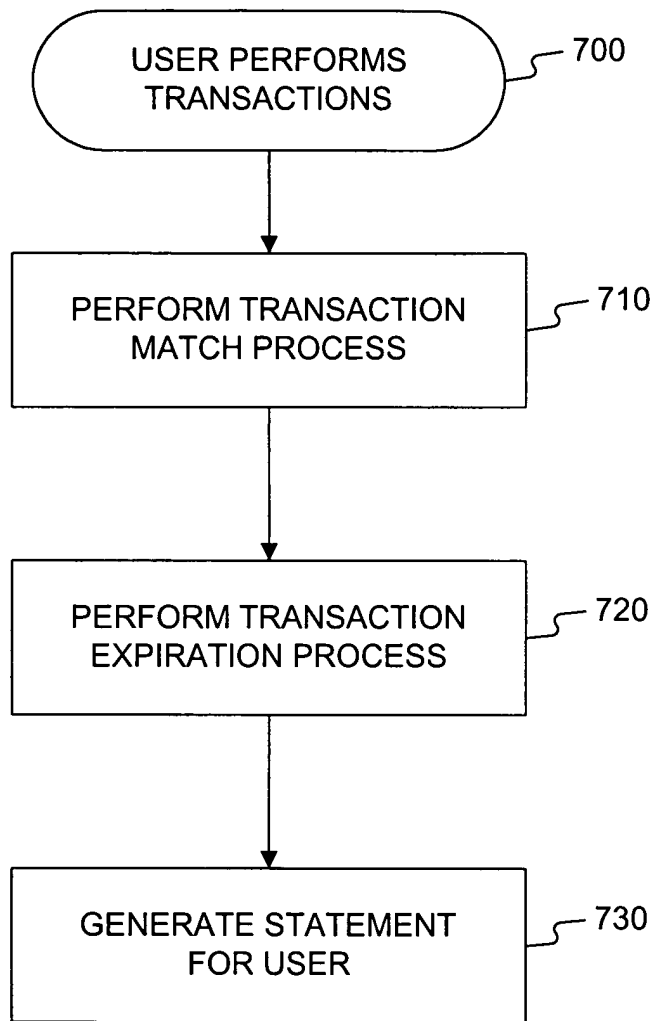 USER PERFORMS
TRANSACTIONS
700
PERFORM TRANSACTION
MATCH PROCESS
710
PERFORM TRANSACTION
EXPIRATION PROCESS
720
GENERATE STATEMENT
FOR USER
730